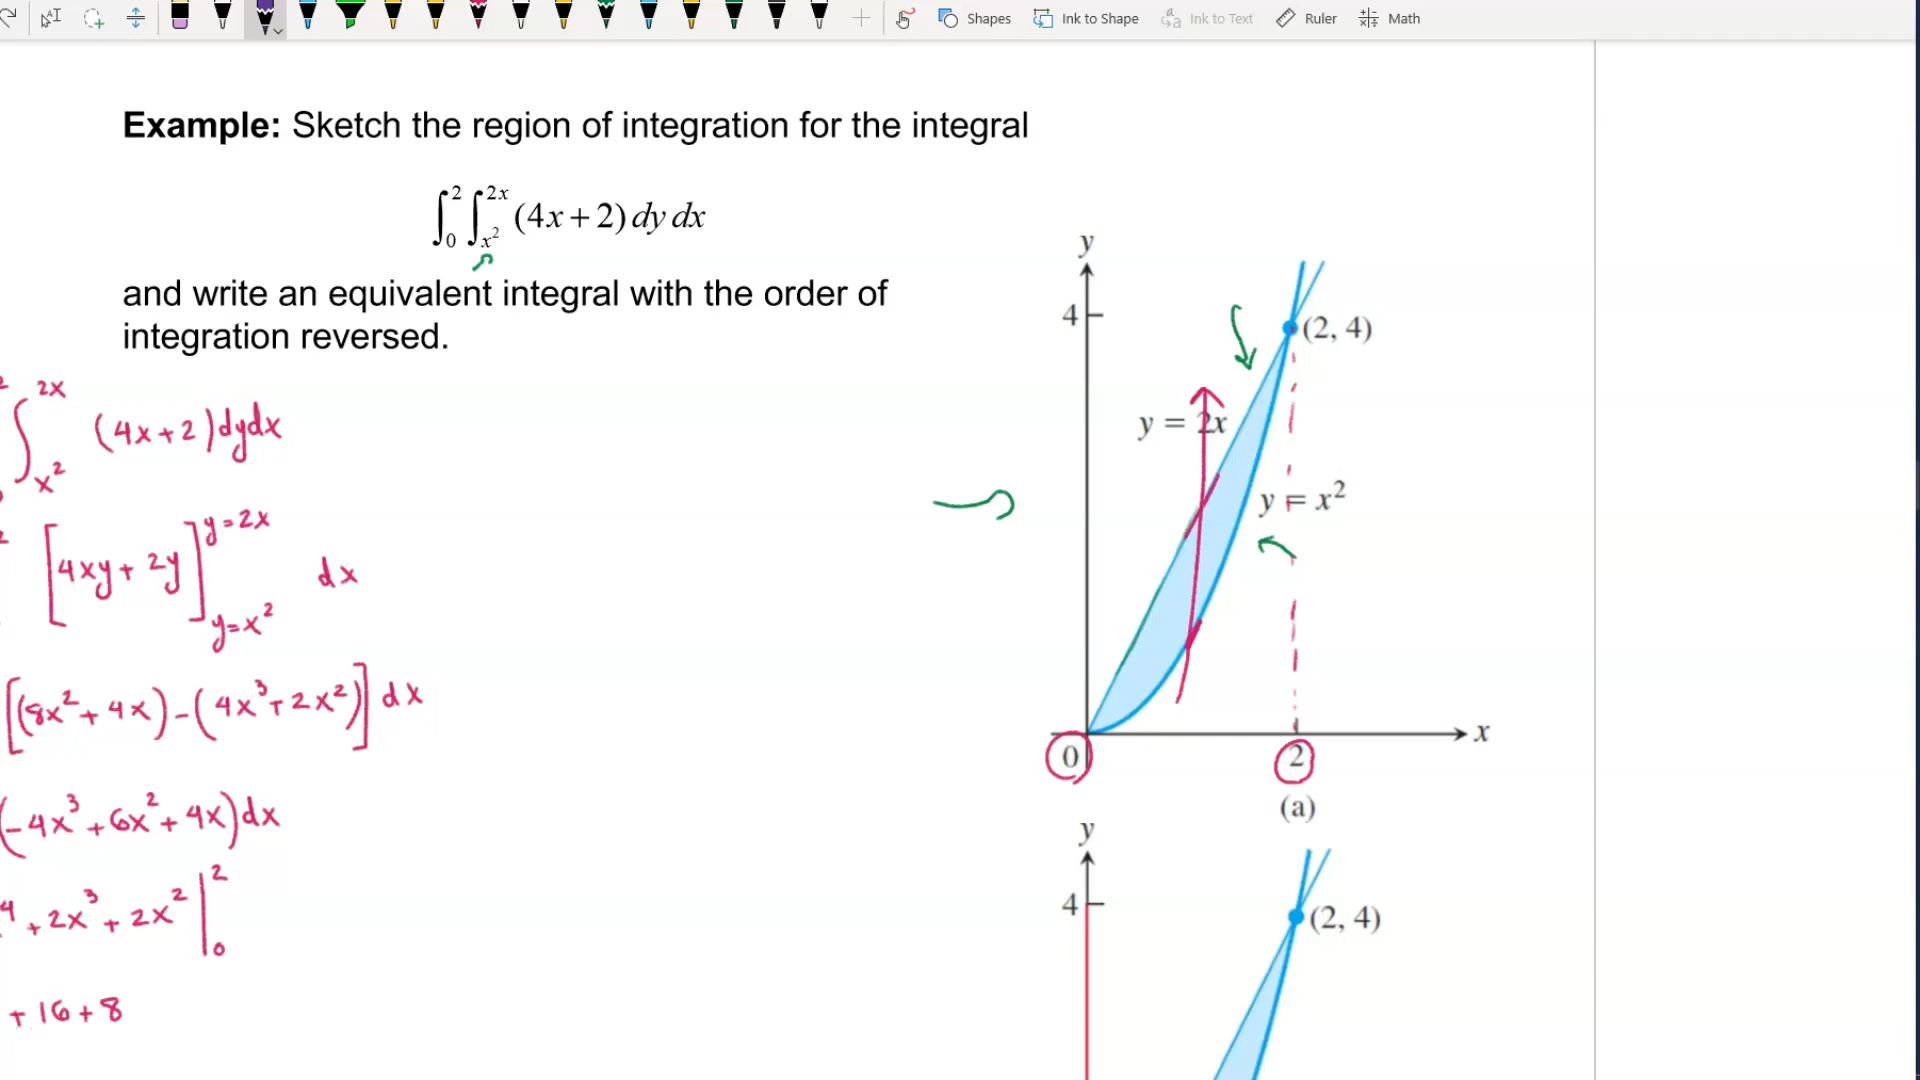 Shapes Ink to Shape Ink to Text Ruler Math
Example: Sketch the region of integration for the integral
∫₀² ∫_{x²}^{2x} (4x + 2) dy dx
and write an equivalent integral with the order of
integration reversed.
∫_{x²}^{2x} (4x+2)dydx
[4xy + 2y]_{y=x²}^{y=2x} dx
[(8x²+4x)-(4x³+2x²)]dx
(-4x³+6x²+4x)dx
⁴ + 2x³ + 2x² |₀²
+ 16 + 8
y
4
(2, 4)
y = 2x
y = x²
0
2
x
(a)
y
4
(2, 4)